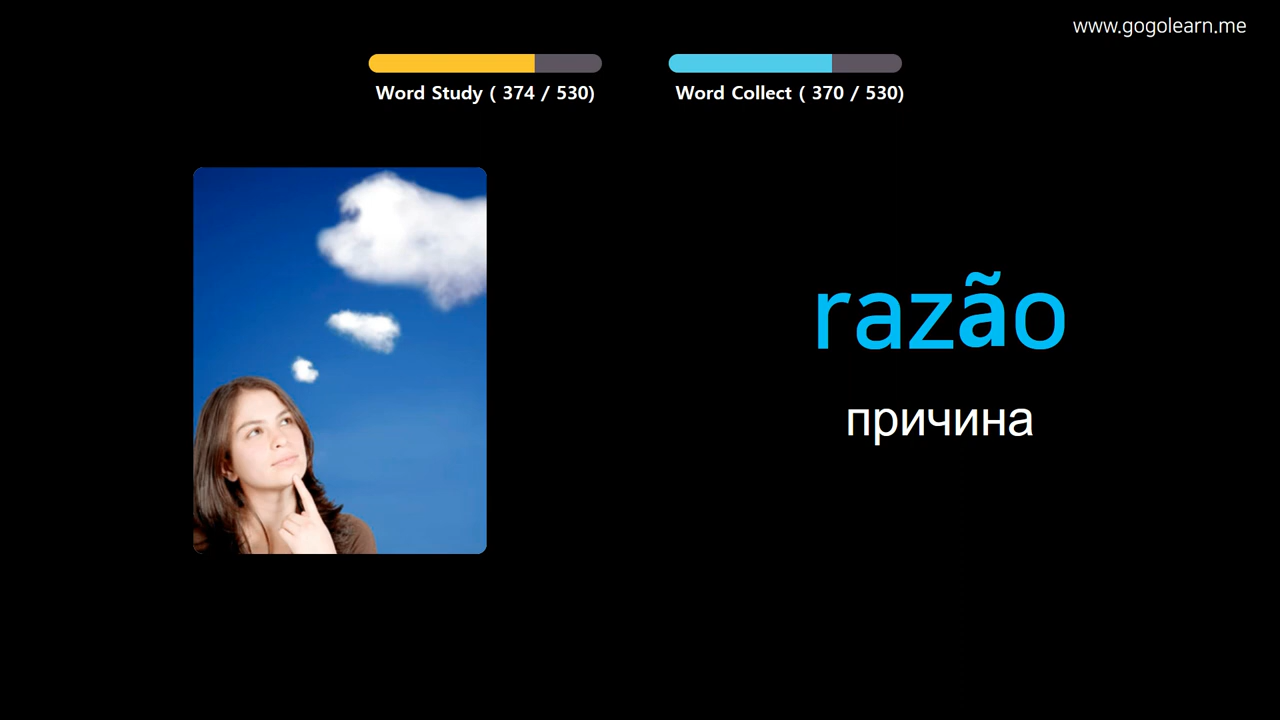 www.gogolearn.me
Word Study ( 374 / 530)
Word Collect ( 370 / 530)
razão
причина